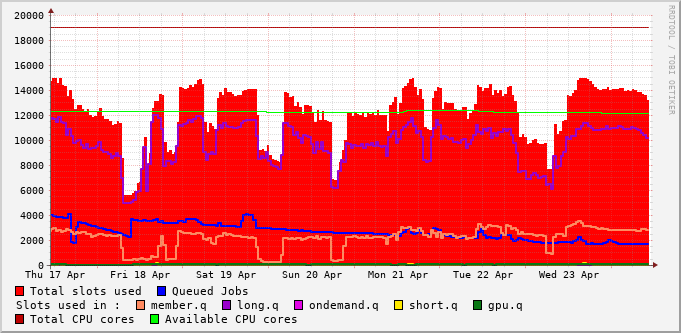 20000
18000
16000
14000
12000
10000
8000
6000
4000
2000
0
Thu 17 Apr Fri 18 Apr Sat 19 Apr Sun 20 Apr Mon 21 Apr Tue 22 Apr Wed 23 Apr
Total slots used Queued Jobs
Slots used in : member.q long.q ondemand.q short.q gpu.q
Total CPU cores Available CPU cores
RRDTOOL / TOBI OETIKER